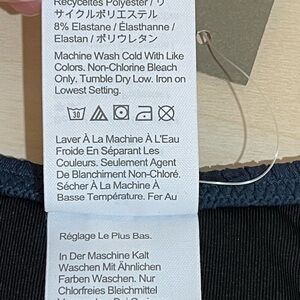 Recyceltes Polyester / リ
サイクルポリエステル
8% Elastane / Élasthanne /
Elastan / ポリウレタン
Machine Wash Cold With Like
Colors. Non-Chlorine Bleach
Only. Tumble Dry Low. Iron on
Lowest Setting.
30
Laver À La Machine À L'Eau
Froide En Séparant Les
Couleurs. Seulement Agent
De Blanchiment Non-Chloré.
Sécher À La Machine À
Basse Température. Fer Au
Réglage Le Plus Bas.
In Der Maschine Kalt
Waschen Mit Ähnlichen
Farben Waschen. Nur
Chlorfreies Bleichmittel